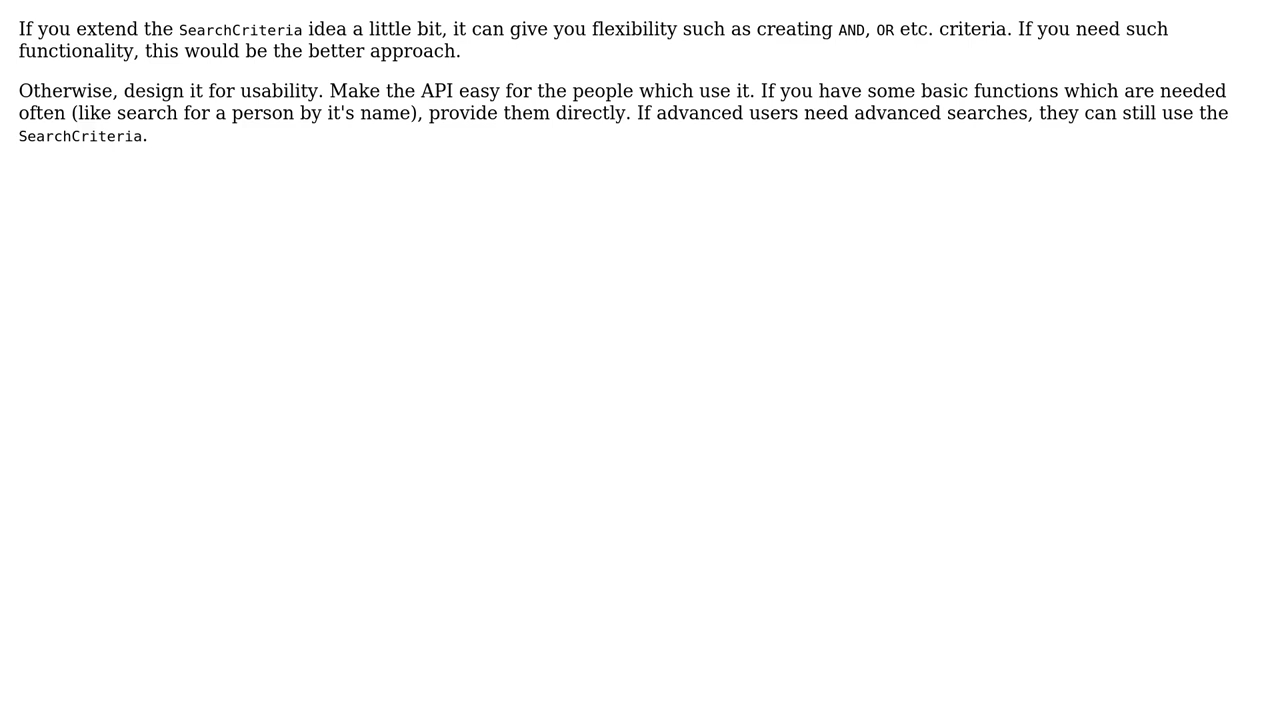 If you extend the SearchCriteria idea a little bit, it can give you flexibility such as creating AND, OR etc. criteria. If you need such
functionality, this would be the better approach.
Otherwise, design it for usability. Make the API easy for the people which use it. If you have some basic functions which are needed
often (like search for a person by it's name), provide them directly. If advanced users need advanced searches, they can still use the
SearchCriteria.